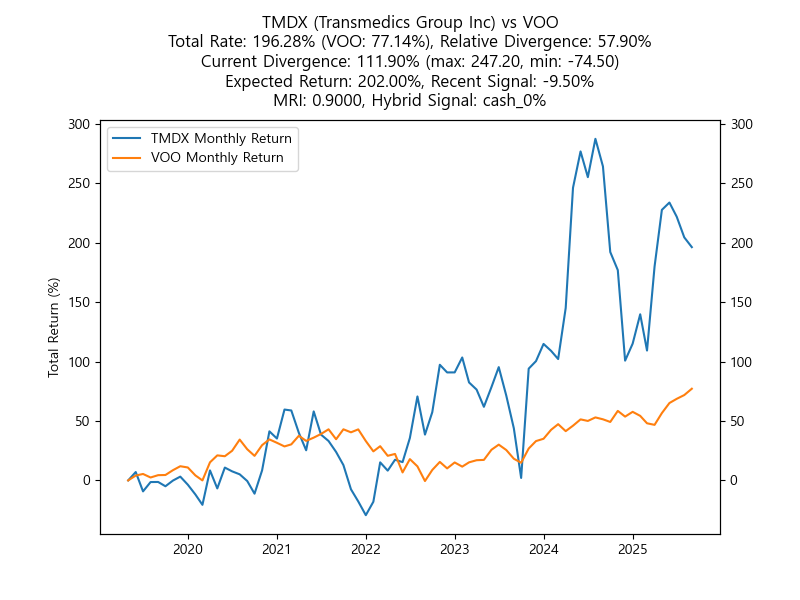 TMDX (Transmedics Group Inc) vs VOO
Total Rate: 196.28% (VOO: 77.14%), Relative Divergence: 57.90%
Current Divergence: 111.90% (max: 247.20, min: -74.50)
Expected Return: 202.00%, Recent Signal: -9.50%
MRI: 0.9000, Hybrid Signal: cash_0%
TMDX Monthly Return
VOO Monthly Return
Total Return (%)
300
250
200
150
100
50
0
300
250
200
150
100
50
0
2020 2021 2022 2023 2024 2025